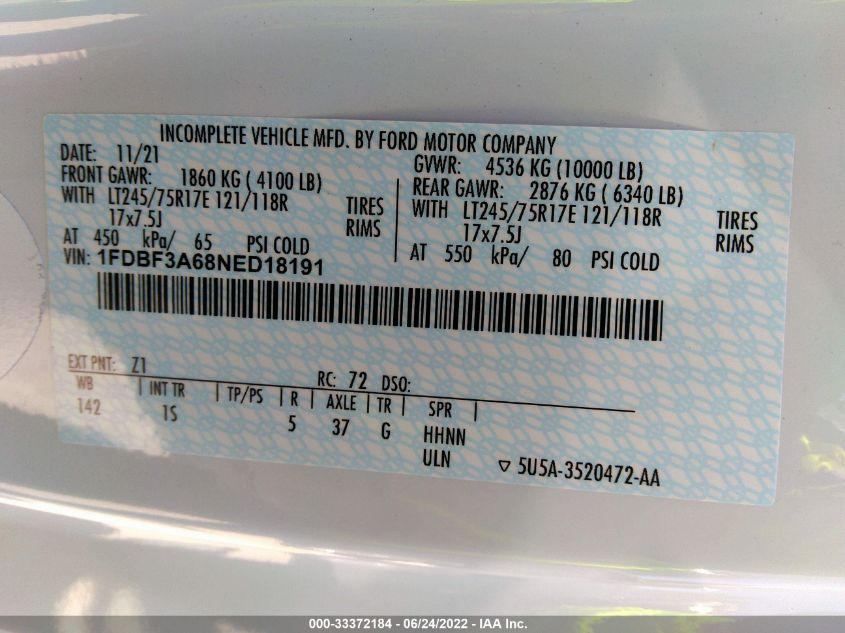 INCOMPLETE VEHICLE MFD. BY FORD MOTOR COMPANY
DATE: 11/21
GVWR: 4536 KG (10000 LB)
FRONT GAWR: 1860 KG ( 4100 LB)
REAR GAWR: 2876 KG ( 6340 LB)
WITH LT245/75R17E 121/118R TIRES
WITH LT245/75R17E 121/118R TIRES
17x7.5J RIMS
17x7.5J RIMS
AT 450 kPa/ 65 PSI COLD
AT 550 kPa/ 80 PSI COLD
VIN: 1FDBF3A68NED18191
EXT PNT: Z1 RC: 72 DSO:
WB | INT TR | TP/PS | R | AXLE | TR | SPR |
142 1S 5 37 G HHNN
ULN ▽ 5U5A-3520472-AA
000-33372184 - 06/24/2022 - IAA Inc.